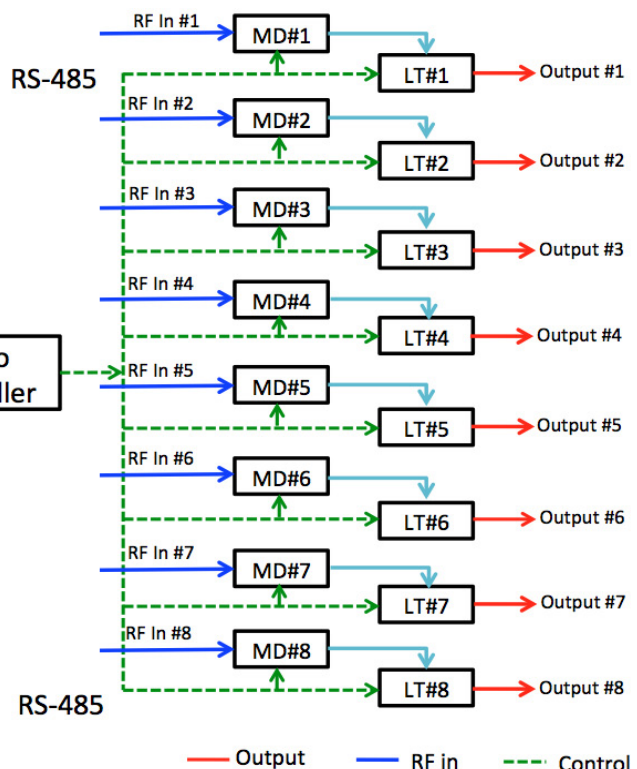 RF In #1
MD#1
RS-485
LT#1
Output #1
RF In #2
MD#2
LT#2
Output #2
RF In #3
MD#3
LT#3
Output #3
RF In #4
MD#4
LT#4
Output #4
RF In #5
MD#5
LT#5
Output #5
RF In #6
MD#6
LT#6
Output #6
RF In #7
MD#7
LT#7
Output #7
RF In #8
MD#8
LT#8
Output #8
RS-485
Output
RF in
Control